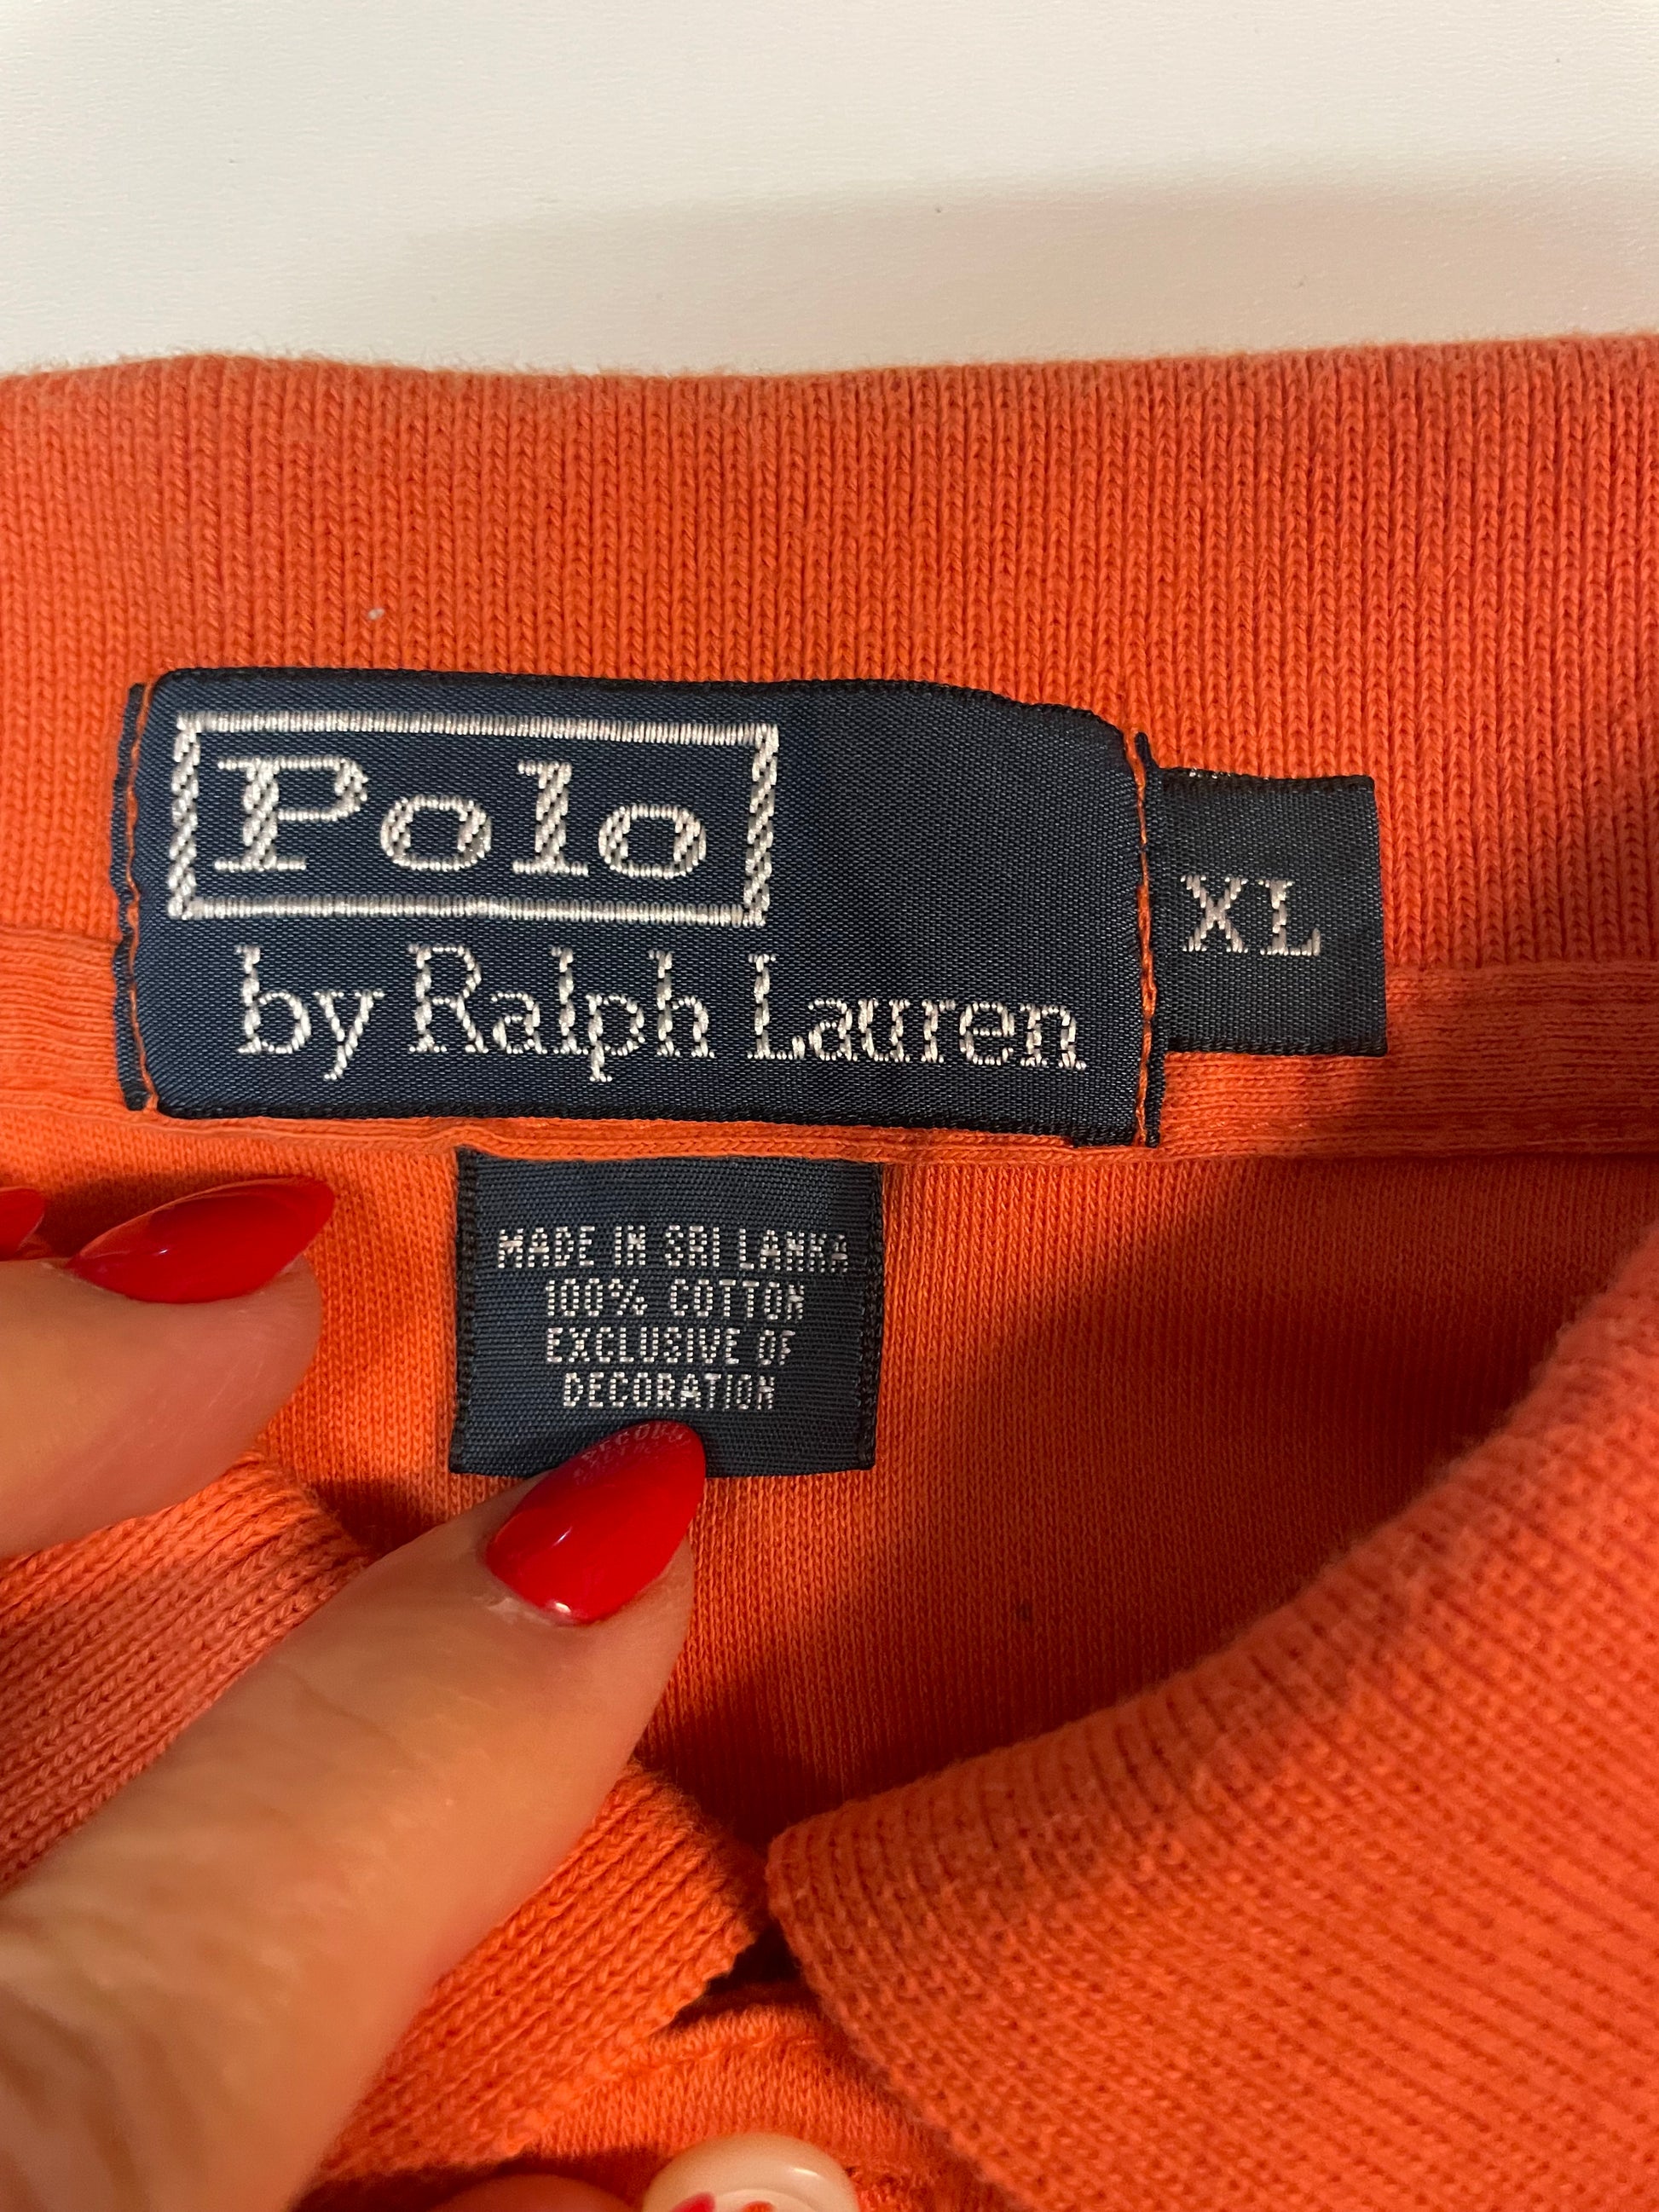 Polo
by Ralph Lauren
XL
MADE IN SRI LANKA
100% COTTON
EXCLUSIVE OF
DECORATION